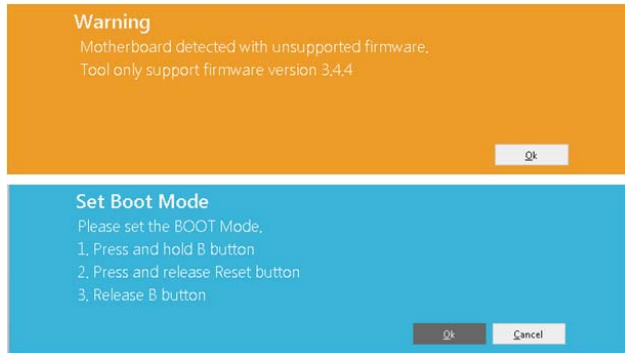 Warning
Motherboard detected with unsupported firmware.
Tool only support firmware version 3.4.4
Ok
Set Boot Mode
Please set the BOOT Mode.
1. Press and hold B button
2. Press and release Reset button
3. Release B button
Ok
Cancel